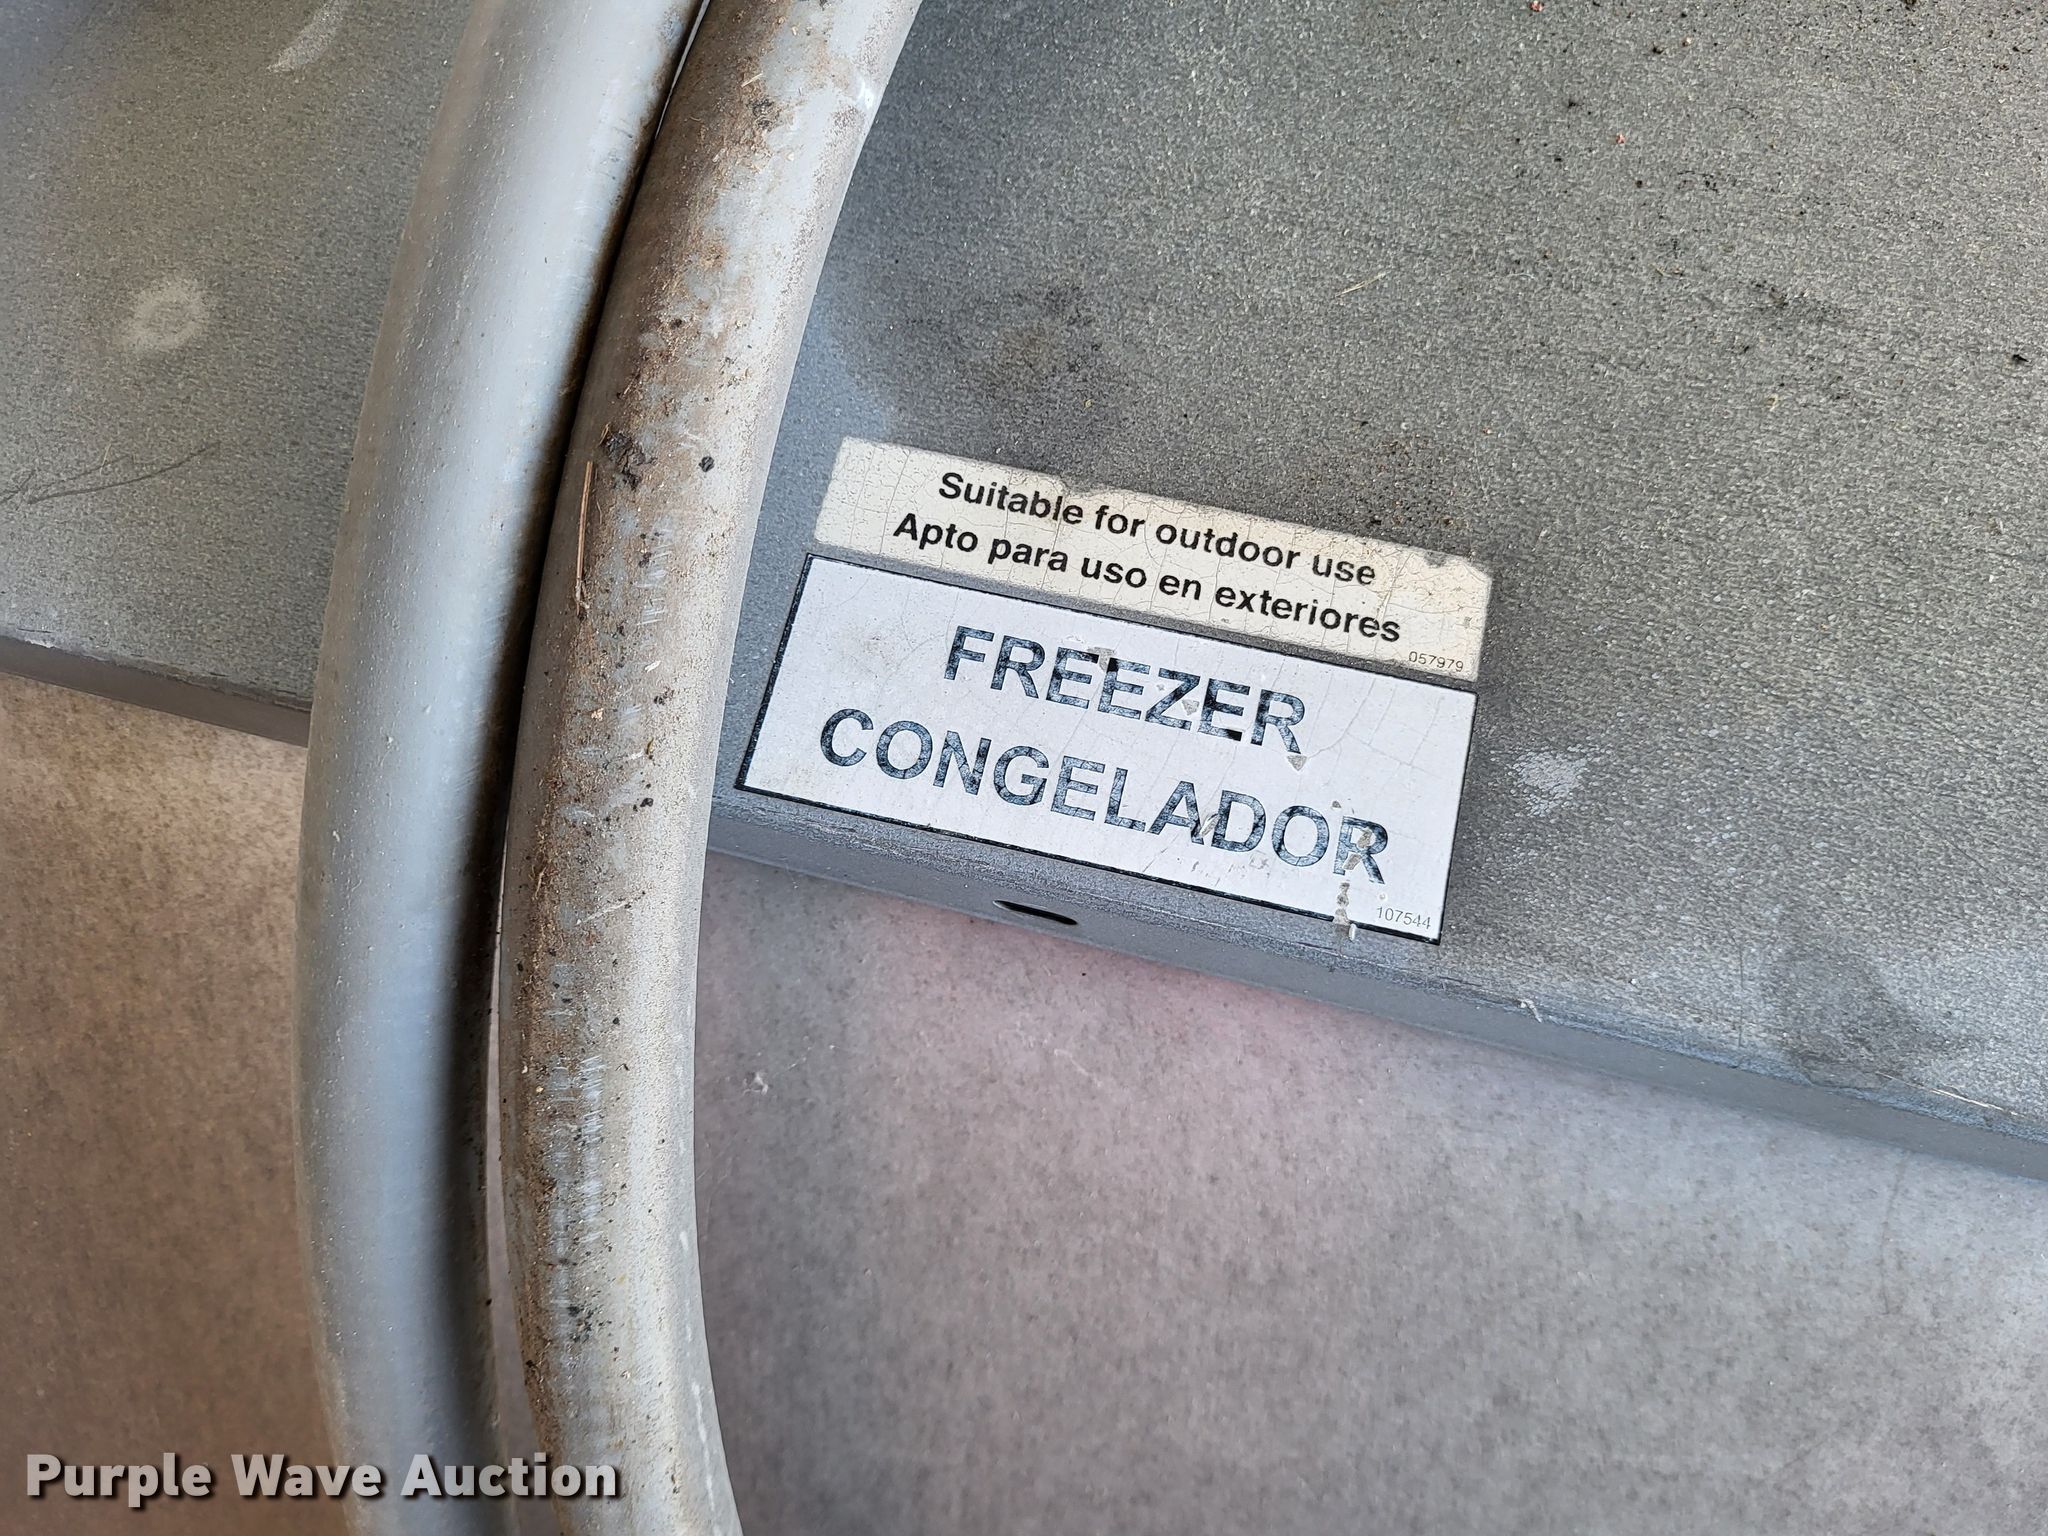 Suitable for outdoor use
Apto para uso en exteriores
057979
FREEZER
CONGELADOR
107544
Purple Wave Auction